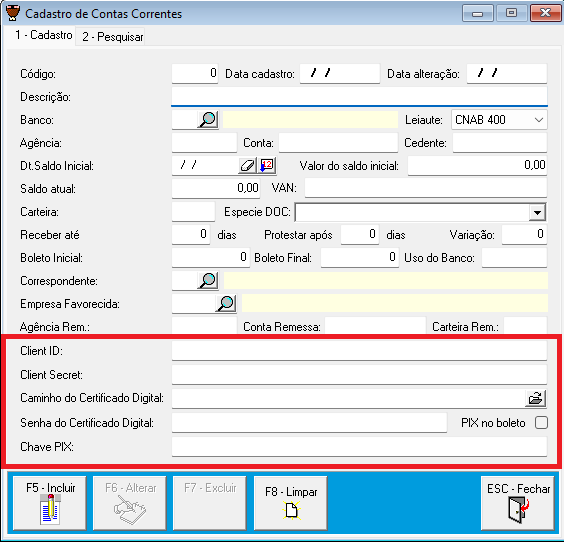 Cadastro de Contas Correntes
1 - Cadastro 2 - Pesquisar
Código: 0 Data cadastro: / / Data alteração: / /
Descrição:
Banco: Leiaute: CNAB 400
Agência: Conta: Cedente:
Dt.Saldo Inicial: / / 12 Valor do saldo inicial: 0,00
Saldo atual: 0,00 VAN:
Carteira: Especie DOC:
Receber até 0 dias Protestar após 0 dias Variação: 0
Boleto Inicial: 0 Boleto Final: 0 Uso do Banco:
Correspondente:
Empresa Favorecida:
Agência Rem.: Conta Remessa: Carteira Rem.:
Client ID:
Client Secret:
Caminho do Certificado Digital:
Senha do Certificado Digital: PIX no boleto
Chave PIX:
F5 - Incluir F6 - Alterar F7 - Excluir F8 - Limpar ESC - Fechar